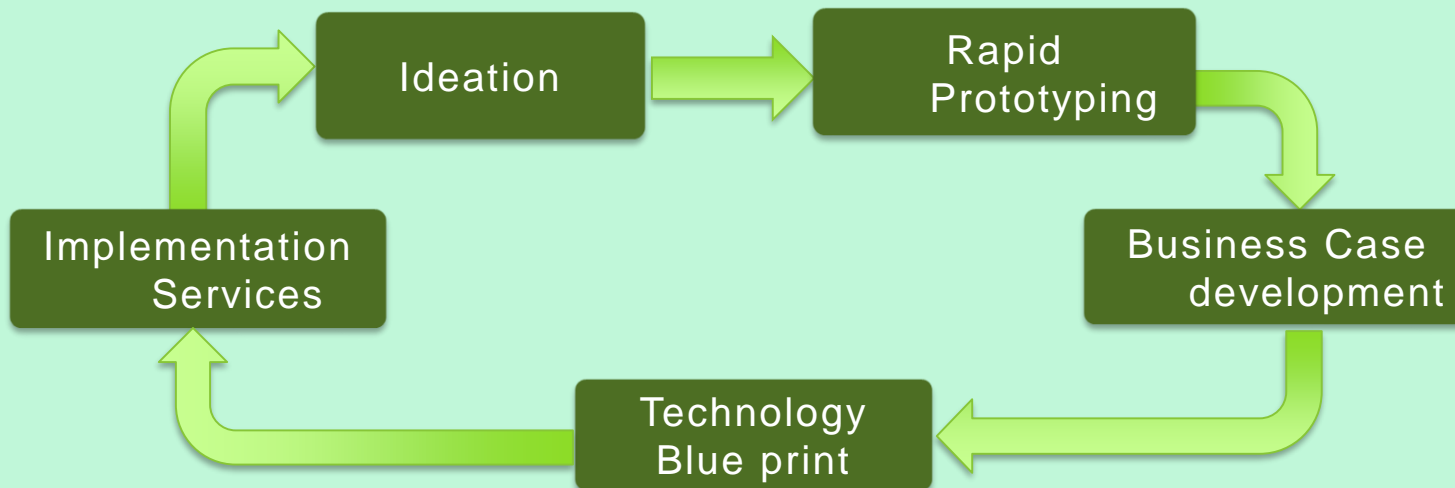 Ideation
Rapid
Prototyping
Implementation
Services
Business Case
development
Technology
Blue print